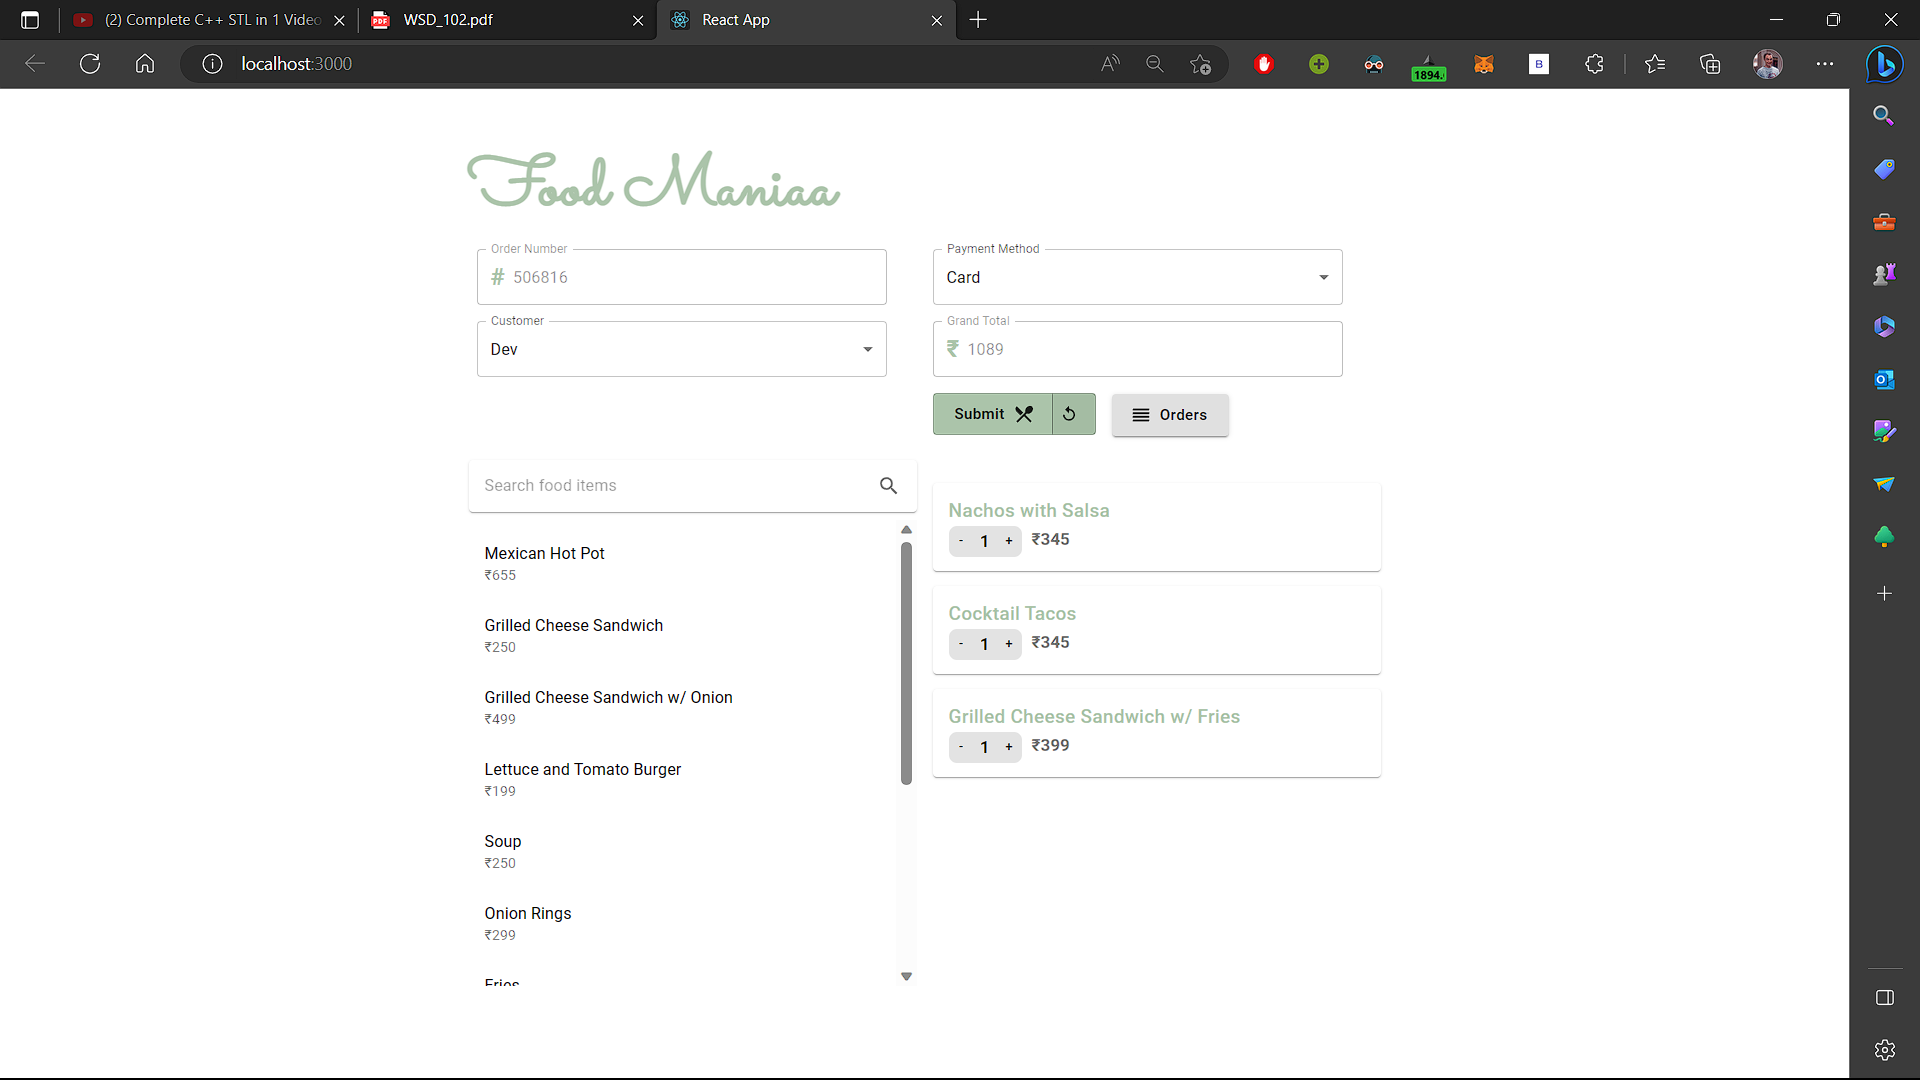 (2) Complete C++ STL in 1 Video
WSD_102.pdf
React App
localhost:3000
1894.
B
Food Maniaa
Order Number
# 506816
Payment Method
Card
Customer
Dev
Grand Total
₹ 1089
Submit
Orders
Search food items
Mexican Hot Pot
₹655
Grilled Cheese Sandwich
₹250
Grilled Cheese Sandwich w/ Onion
₹499
Lettuce and Tomato Burger
₹199
Soup
₹250
Onion Rings
₹299
Fries
Nachos with Salsa
- 1 + ₹345
Cocktail Tacos
- 1 + ₹345
Grilled Cheese Sandwich w/ Fries
- 1 + ₹399